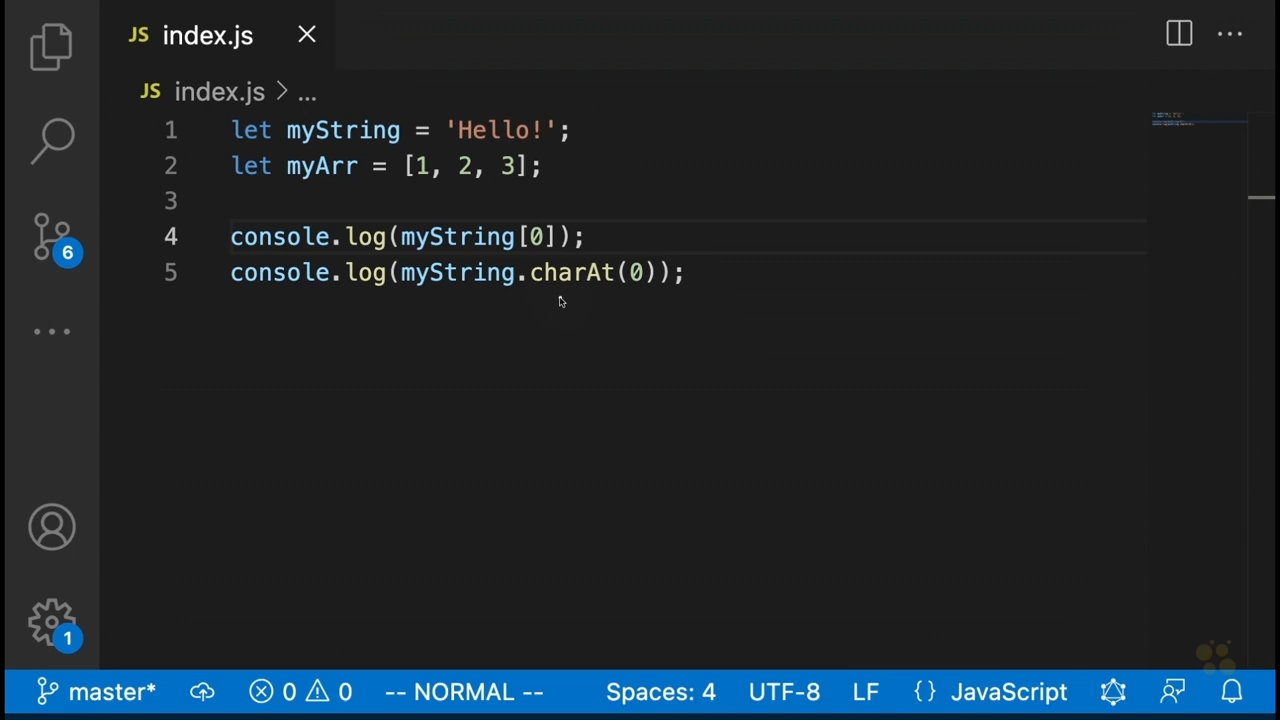 JS index.js
JS index.js > ...
1 let myString = 'Hello!';
2 let myArr = [1, 2, 3];
3
4 console.log(myString[0]);
5 console.log(myString.charAt(0));
6
1
master* 0 0 -- NORMAL -- Spaces: 4 UTF-8 LF {} JavaScript